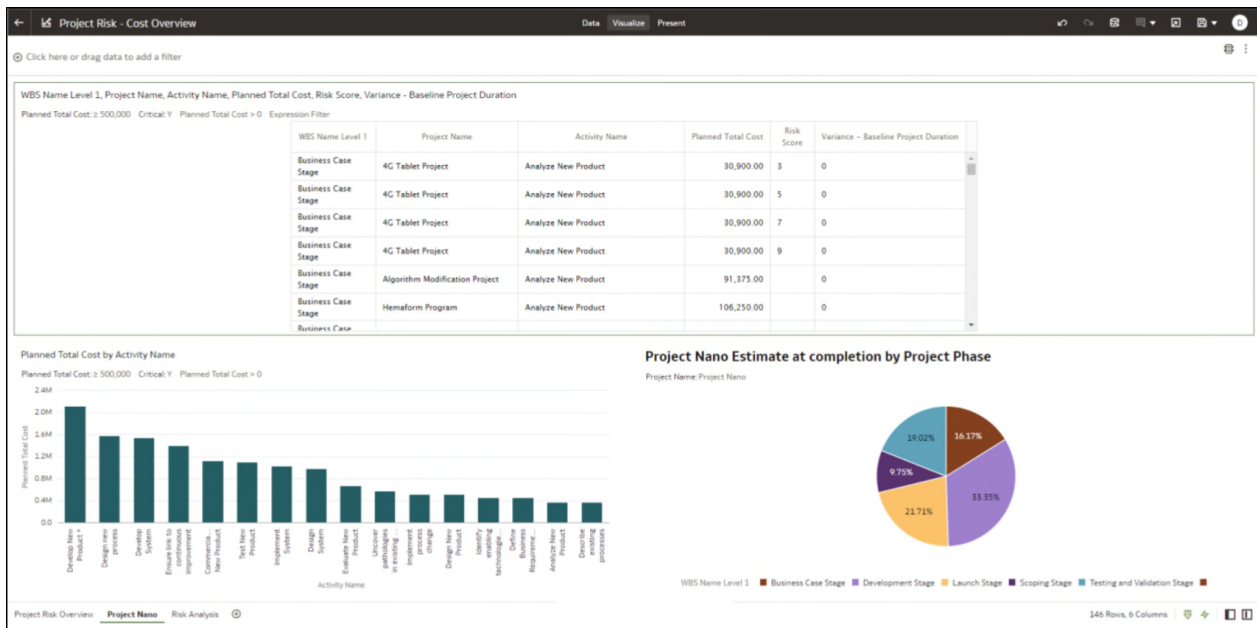 Project Risk - Cost Overview
Data Visualize Present
D
Click here or drag data to add a filter
WBS Name Level 1, Project Name, Activity Name, Planned Total Cost, Risk Score, Variance - Baseline Project Duration
Planned Total Cost: ≥ 500,000 Critical: Y Planned Total Cost > 0 Expression Filter
WBS Name Level 1 Project Name Activity Name Planned Total Cost Risk Score Variance - Baseline Project Duration
Business Case Stage 4G Tablet Project Analyze New Product 30,900.00 3 0
Business Case Stage 4G Tablet Project Analyze New Product 30,900.00 5 0
Business Case Stage 4G Tablet Project Analyze New Product 30,900.00 7 0
Business Case Stage 4G Tablet Project Analyze New Product 30,900.00 9 0
Business Case Stage Algorithm Modification Project Analyze New Product 91,375.00 0
Business Case Stage Hemaform Program Analyze New Product 106,250.00 0
Business Case
Planned Total Cost by Activity Name
Planned Total Cost: ≥ 500,000 Critical: Y Planned Total Cost > 0
Planned Total Cost
2.4M
2.0M
1.6M
1.2M
0.8M
0.4M
0.0
Develop New Product *
Design new process
Develop System
Ensure link to continuous improvement
Commercia... New Product
Test New Product
Implement System
Design System
Evaluate New Product
Uncover pathologies in existing ...
Implement process change
Design New Product
Identify enabling technologie...
Define Business Requireme...
Analyze New Product
Describe existing processes
Activity Name
Project Nano Estimate at completion by Project Phase
Project Name: Project Nano
19.02%
16.17%
9.75%
33.35%
21.71%
WBS Name Level 1 Business Case Stage Development Stage Launch Stage Scoping Stage Testing and Validation Stage
Project Risk Overview Project Nano Risk Analysis
146 Rows, 6 Columns